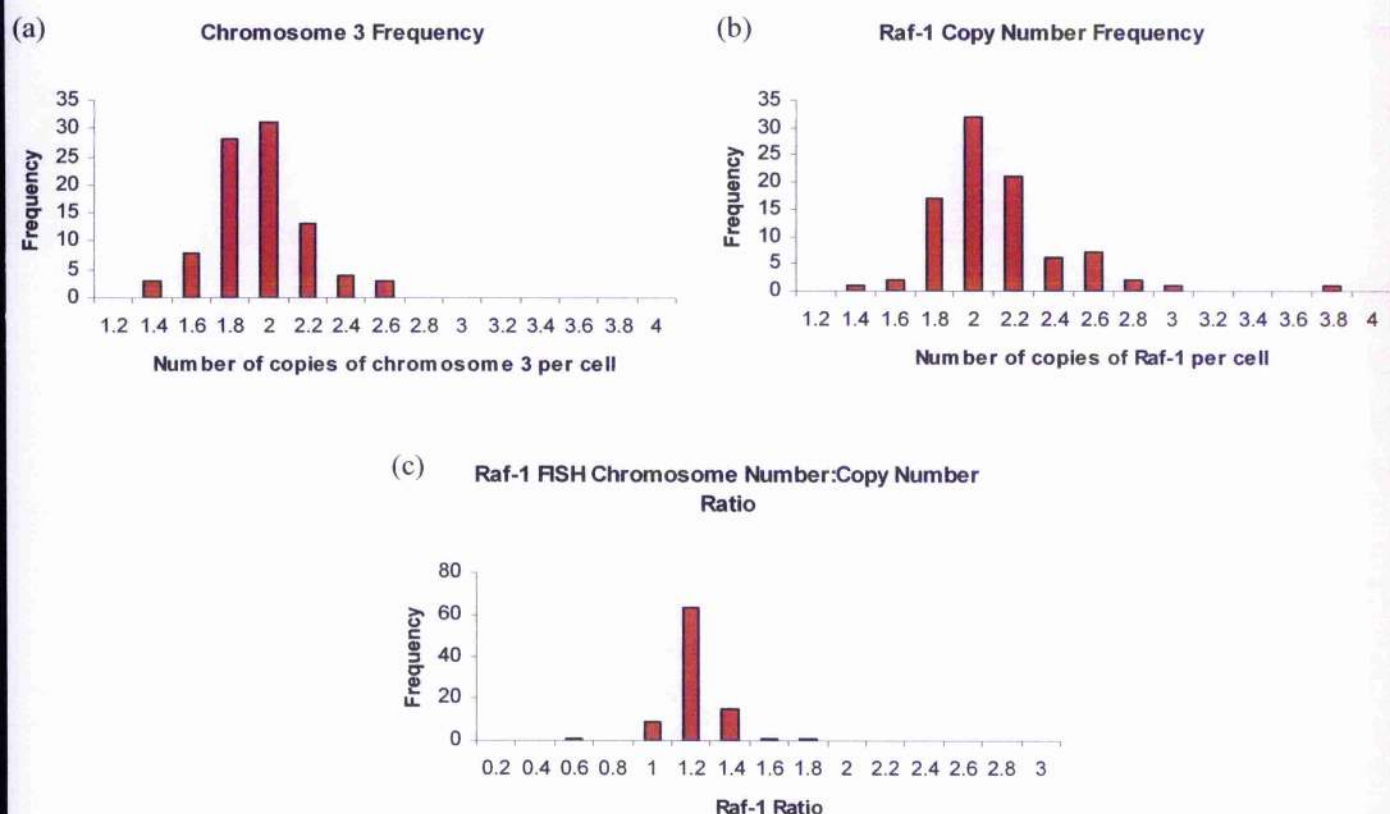 (a)
Chromosome 3 Frequency
35
30
25
20
15
10
5
0
Frequency
1.2 1.4 1.6 1.8 2 2.2 2.4 2.6 2.8 3 3.2 3.4 3.6 3.8 4
Number of copies of chromosome 3 per cell
(b)
Raf-1 Copy Number Frequency
35
30
25
20
15
10
5
0
Frequency
1.2 1.4 1.6 1.8 2 2.2 2.4 2.6 2.8 3 3.2 3.4 3.6 3.8 4
Number of copies of Raf-1 per cell
(c)
Raf-1 FISH Chromosome Number:Copy Number
Ratio
80
60
40
20
0
Frequency
0.2 0.4 0.6 0.8 1 1.2 1.4 1.6 1.8 2 2.2 2.4 2.6 2.8 3
Raf-1 Ratio